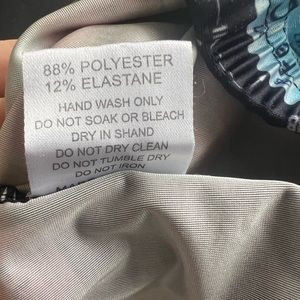 88% POLYESTER
12% ELASTANE
HAND WASH ONLY
DO NOT SOAK OR BLEACH
DRY IN SHAND
DO NOT DRY CLEAN
DO NOT TUMBLE DRY
DO NOT IRON